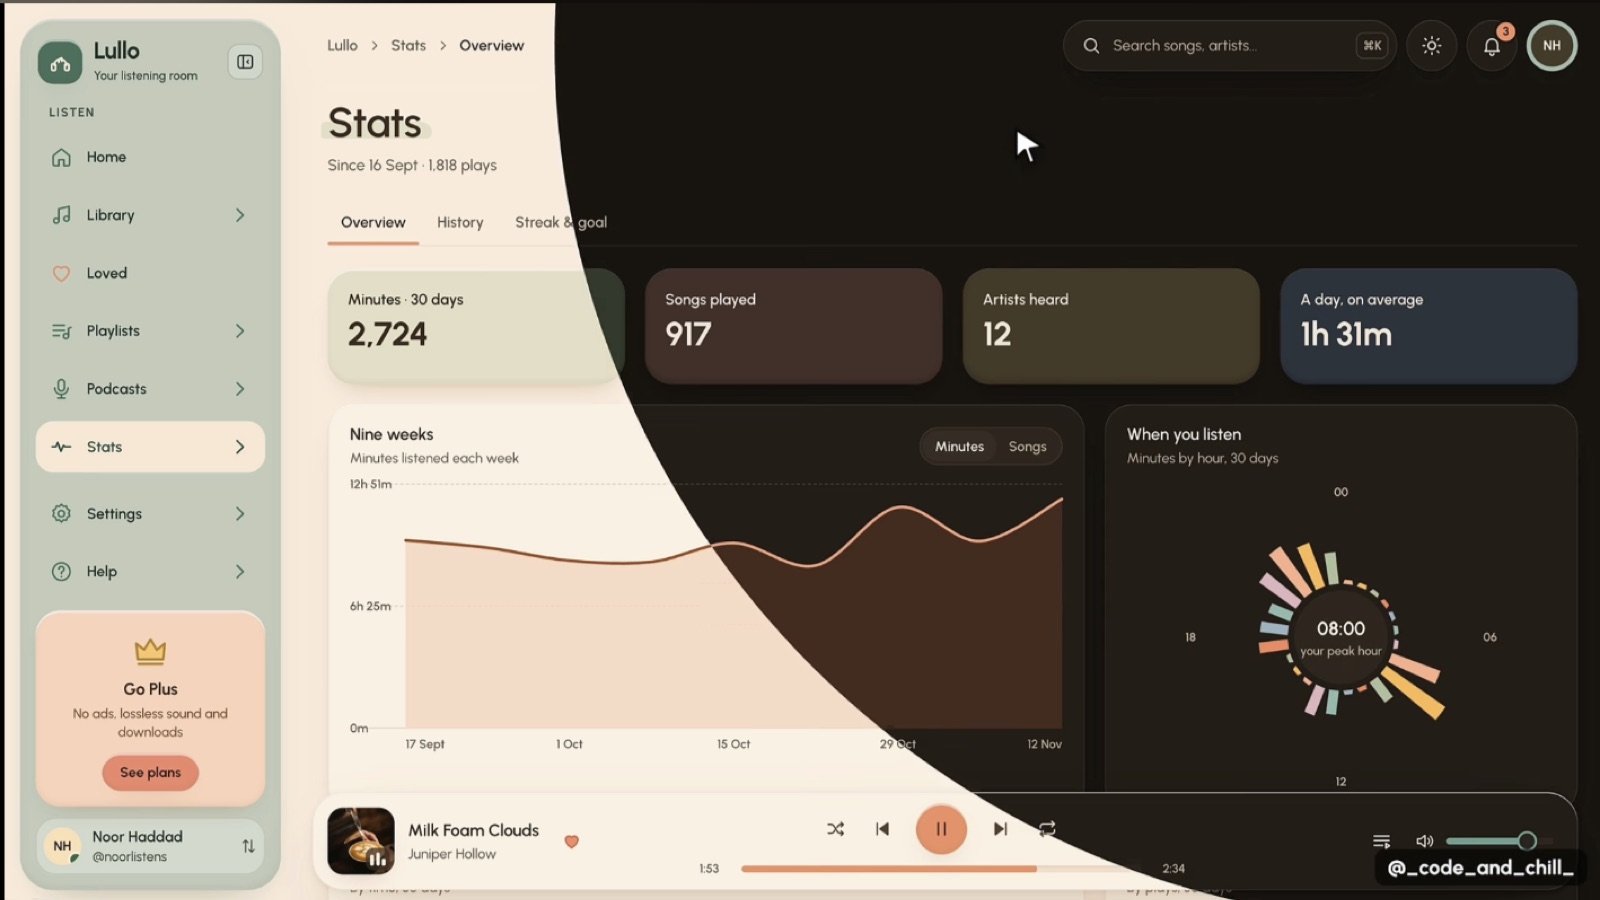 Lullo
Your listening room
LISTEN
Home
Library
Loved
Playlists
Podcasts
Stats
Settings
Help
Go Plus
No ads, lossless sound and
downloads
See plans
NH
Noor Haddad
@noorlistens
Lullo > Stats > Overview
Search songs, artists...
⌘K
3
NH
Stats
Since 16 Sept · 1,818 plays
Overview
History
Streak & goal
Minutes · 30 days
2,724
Songs played
917
Artists heard
12
A day, on average
1h 31m
Nine weeks
Minutes listened each week
Minutes
Songs
12h 51m
6h 25m
0m
17 Sept
1 Oct
15 Oct
29 Oct
12 Nov
When you listen
Minutes by hour, 30 days
00
06
12
18
08:00
your peak hour
Milk Foam Clouds
Juniper Hollow
1:53
2:34
@_code_and_chill_